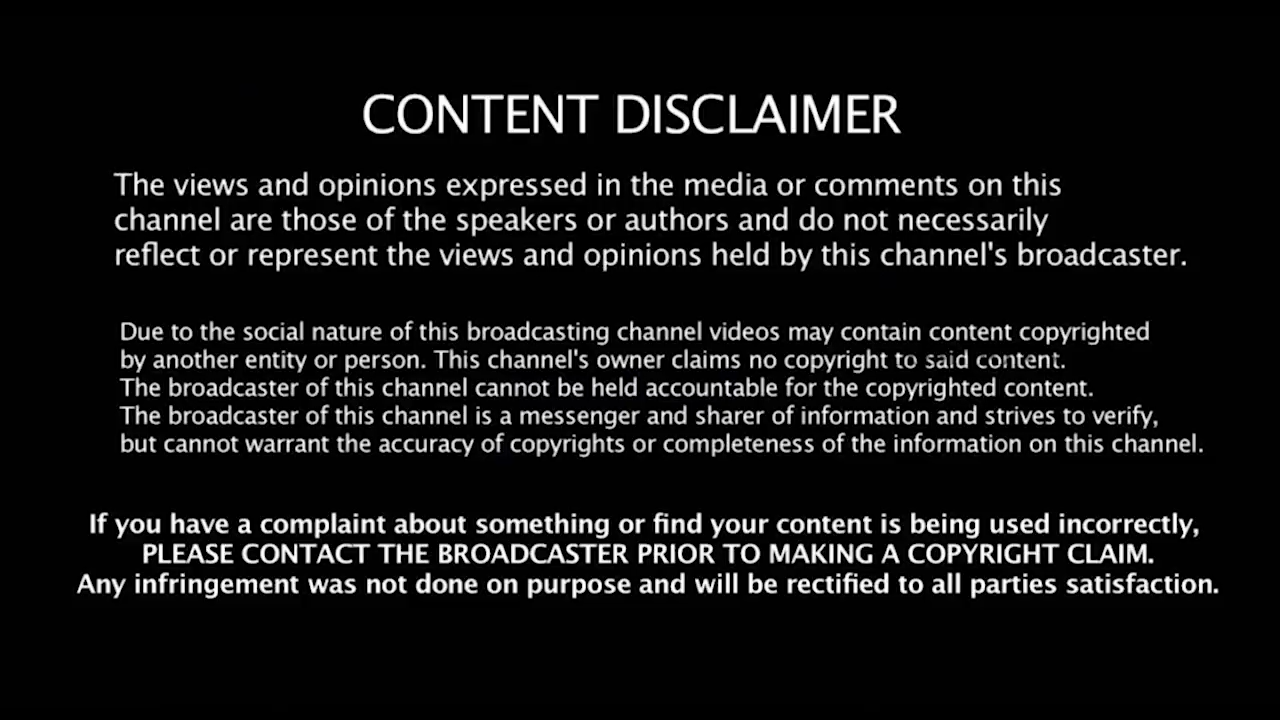 CONTENT DISCLAIMER
The views and opinions expressed in the media or comments on this
channel are those of the speakers or authors and do not necessarily
reflect or represent the views and opinions held by this channel's broadcaster.
Due to the social nature of this broadcasting channel videos may contain content copyrighted
by another entity or person. This channel's owner claims no copyright to said content.
The broadcaster of this channel cannot be held accountable for the copyrighted content.
The broadcaster of this channel is a messenger and sharer of information and strives to verify,
but cannot warrant the accuracy of copyrights or completeness of the information on this channel.
If you have a complaint about something or find your content is being used incorrectly,
PLEASE CONTACT THE BROADCASTER PRIOR TO MAKING A COPYRIGHT CLAIM.
Any infringement was not done on purpose and will be rectified to all parties satisfaction.